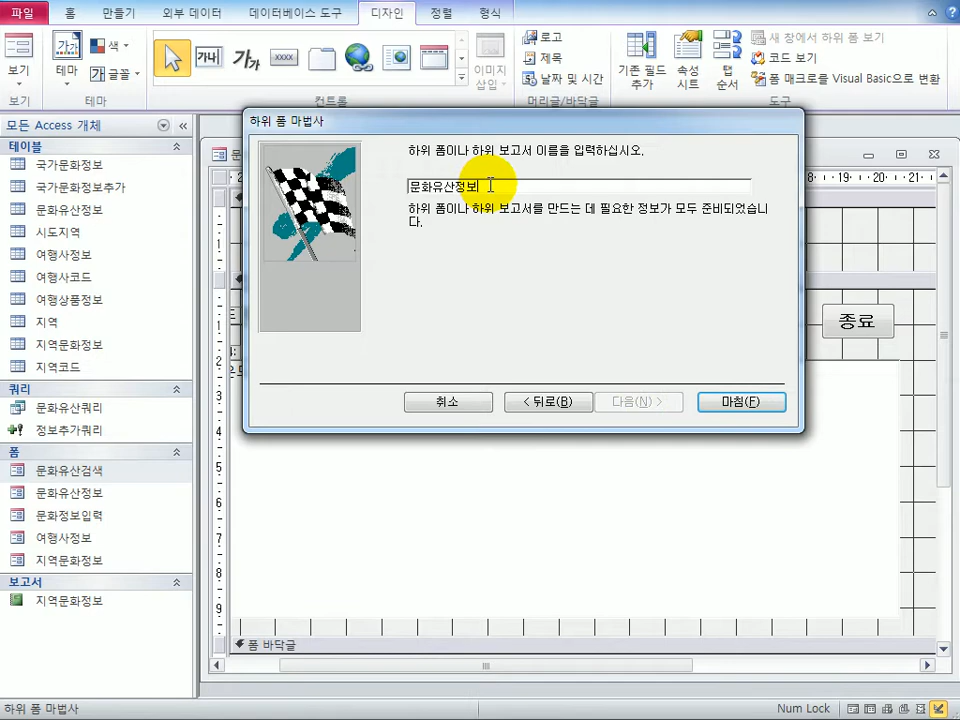 파일 홈 만들기 외부 데이터 데이터베이스 도구 디자인 정렬 형식
보기
보기
가가
테마
색
가 글꼴
테마
가나
가가
xxxx
컨트롤
이미지 삽입
로고
제목
날짜 및 시간
머리글/바닥글
기존 필드 추가
속성 시트
탭 순서
새 창에서 하위 폼 보기
코드 보기
폼 매크로를 Visual Basic으로 변환
도구
모든 Access 개체
테이블
국가문화정보
국가문화정보추가
문화유산정보
시도지역
여행사정보
여행사코드
여행상품정보
지역
지역문화정보
지역코드
쿼리
문화유산쿼리
정보추가쿼리
폼
문화유산검색
문화유산정보
문화정보입력
여행사정보
지역문화정보
보고서
지역문화정보
하위 폼 마법사
하위 폼이나 하위 보고서 이름을 입력하십시오.
문화유산정보
하위 폼이나 하위 보고서를 만드는 데 필요한 정보가 모두 준비되었습니
다.
취소
< 뒤로(B)
다음(N) >
마침(F)
18 19 20 21
종료
1
1
2
3
4
5
6
7
8
9
폼 바닥글
하위 폼 마법사
Num Lock